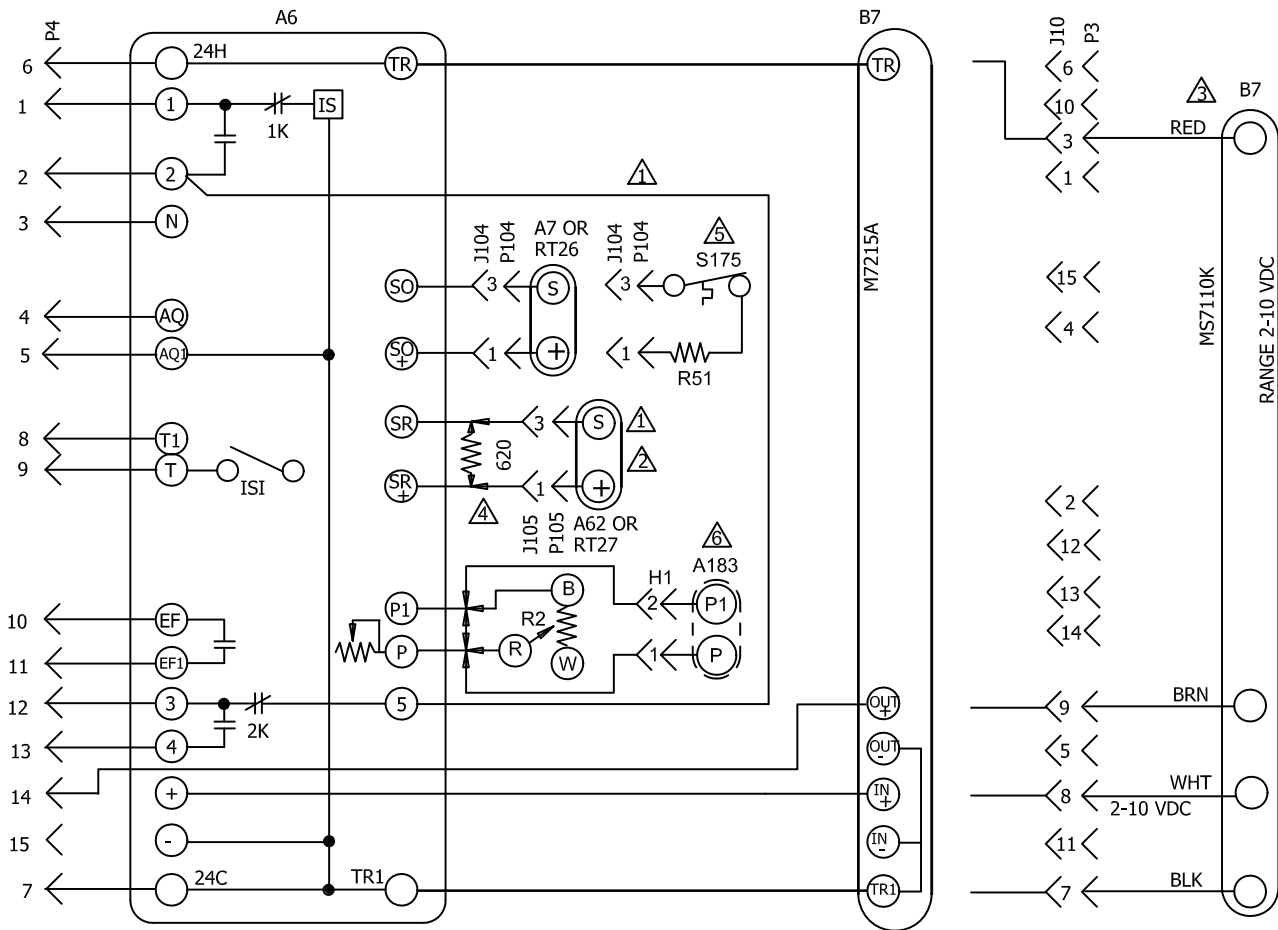 P4
A6
B7
J10
P3
6
24H
TR
TR
6
3
B7
1
1
1K
IS
10
3
RED
2
2
1
1
3
N
J104
P104
A7 OR
RT26
J104
P104
5
S175
M7215A
MS7110K
RANGE 2-10 VDC
SO
3
S
3
15
4
AQ
4
5
AQ1
SO
+
1
+
1
R51
8
T1
SR
620
3
S
1
9
T
ISI
SR
+
1
+
2
2
4
J105
P105
A62 OR
RT27
6
A183
12
10
EF
P1
B
H1
2
P1
13
R2
14
11
EF1
P
R
W
1
P
12
3
2K
5
OUT
+
9
BRN
13
4
OUT
-
5
14
+
IN
+
8
WHT
2-10 VDC
15
-
IN
-
11
7
24C
TR1
TR1
7
BLK